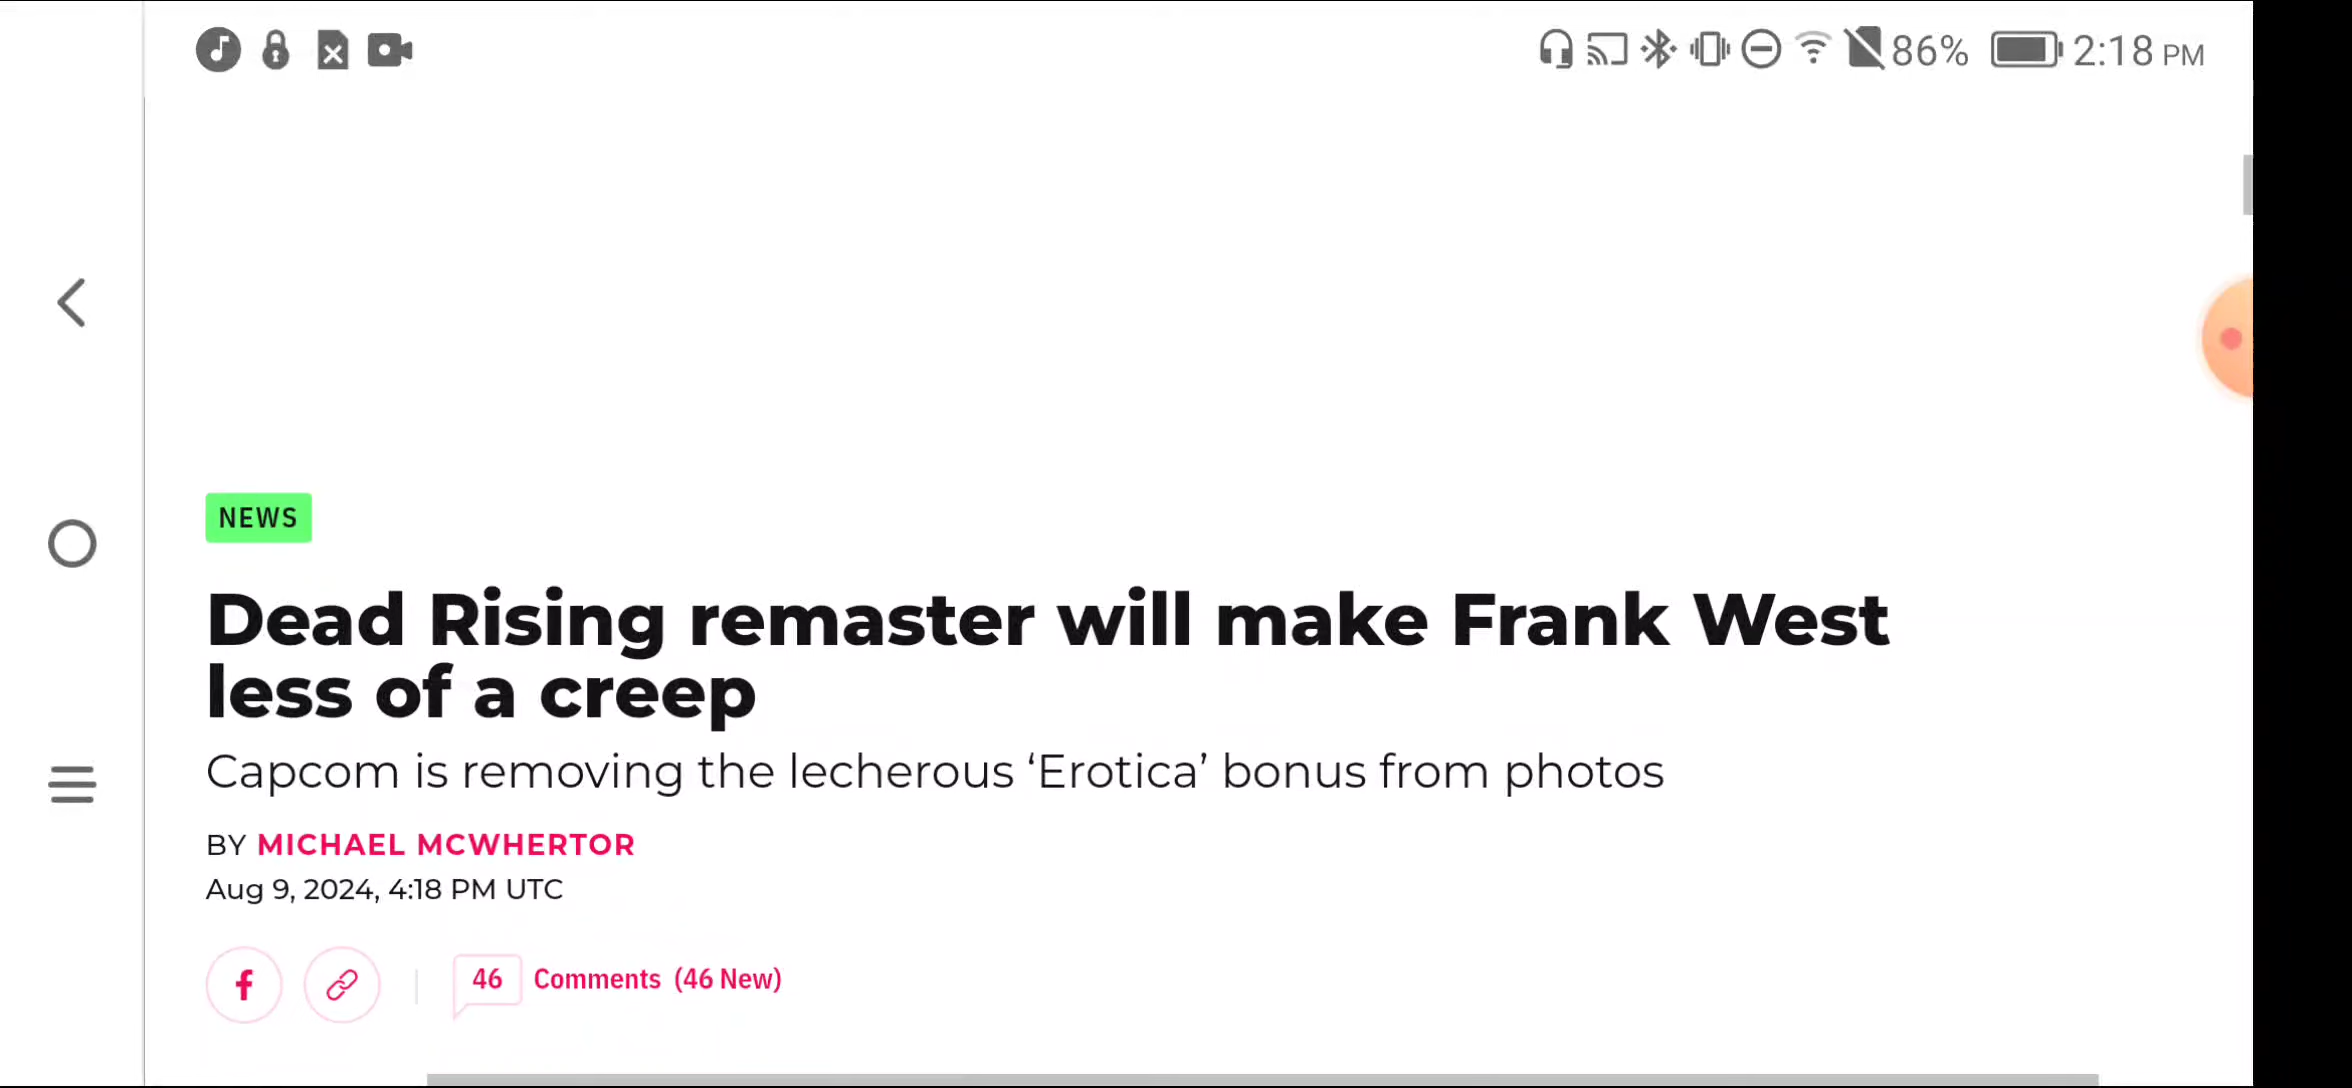 86% 2:18 PM
NEWS
Dead Rising remaster will make Frank West
less of a creep
Capcom is removing the lecherous ‘Erotica’ bonus from photos
BY MICHAEL MCWHERTOR
Aug 9, 2024, 4:18 PM UTC
46 Comments (46 New)